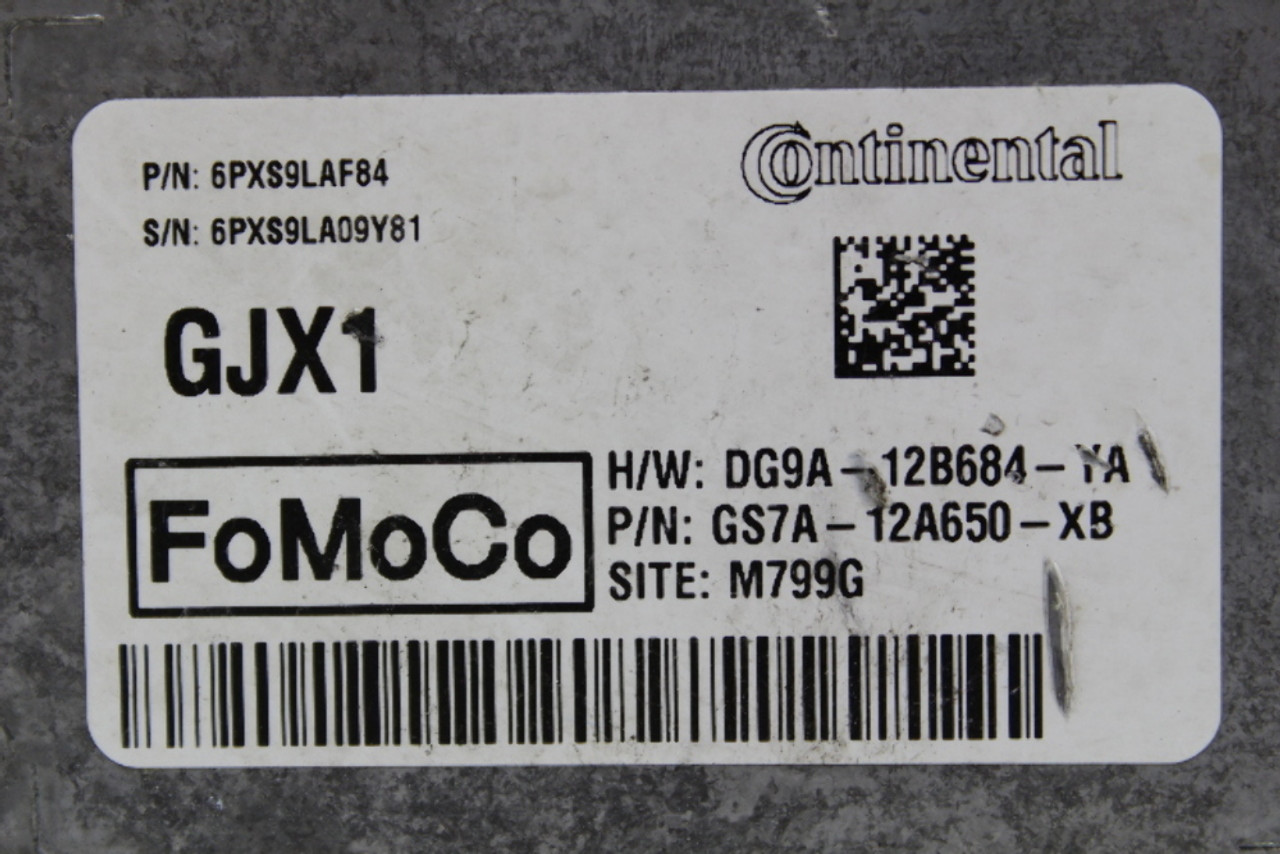 Continental
P/N: 6PXS9LAF84
S/N: 6PXS9LA09Y81
GJX1
FoMoCo
H/W: DG9A-12B684-YA
P/N: GS7A-12A650-XB
SITE: M799G